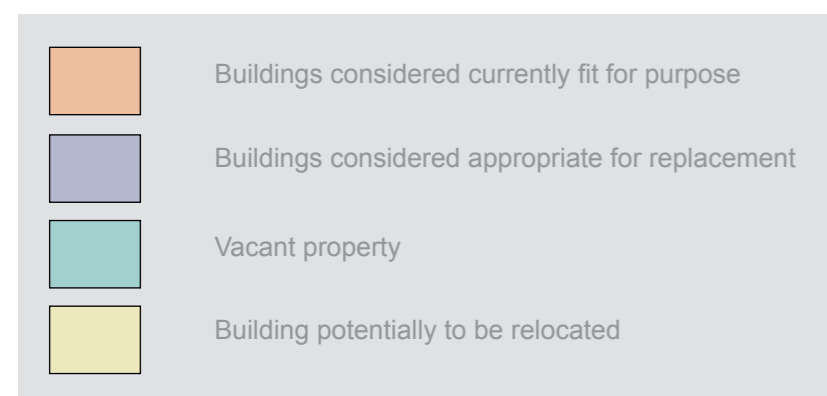 Buildings considered currently fit for purpose
Buildings considered appropriate for replacement
Vacant property
Building potentially to be relocated